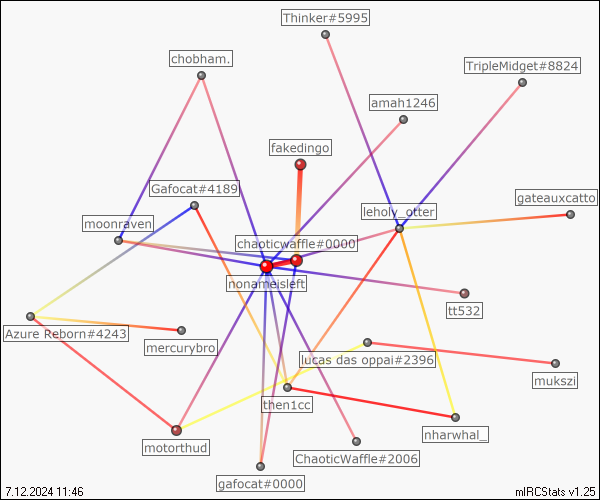 Thinker#5995
chobham.
TripleMidget#8824
amah1246
fakedingo
Gafocat#4189
gateauxcatto
leholy_otter
moonraven
chaoticwaffle#0000
nonameisleft
tt532
Azure Reborn#4243
mercurybro
lucas das oppai#2396
mukszi
then1cc
nharwhal_
motorthud
ChaoticWaffle#2006
gafocat#0000
7.12.2024 11:46
mIRCStats v1.25